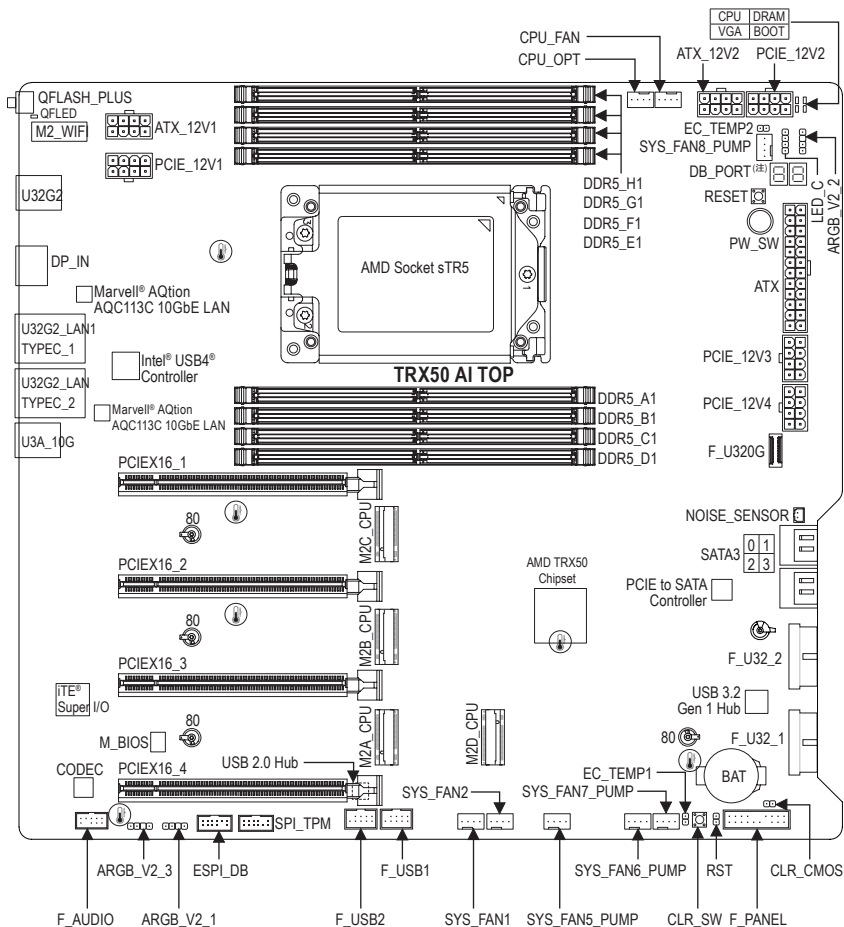 CPU DRAM
VGA BOOT
CPU_FAN
CPU_OPT
ATX_12V2
PCIE_12V2
QFLASH_PLUS
QFLED
M2_WIFI
ATX_12V1
PCIE_12V1
EC_TEMP2
SYS_FAN8_PUMP
DB_PORT(注)
RESET
LED_C
ARGB_V2_2
DDR5_H1
DDR5_G1
DDR5_F1
DDR5_E1
U32G2
PW_SW
3
AMD Socket sTR5
1
2
DP_IN
ATX
Marvell® AQtion
AQC113C 10GbE LAN
U32G2_LAN1
TYPEC_1
Intel® USB4®
Controller
TRX50 AI TOP
PCIE_12V3
U32G2_LAN
TYPEC_2
Marvell® AQtion
AQC113C 10GbE LAN
DDR5_A1
DDR5_B1
DDR5_C1
DDR5_D1
PCIE_12V4
U3A_10G
F_U320G
PCIEX16_1
80
M2C_CPU
NOISE_SENSOR
SATA3
0 1
2 3
PCIEX16_2
AMD TRX50
Chipset
PCIE to SATA
Controller
80
M2B_CPU
F_U32_2
PCIEX16_3
iTE®
Super I/O
USB 3.2
Gen 1 Hub
80
M2A_CPU
M2D_CPU
M_BIOS
80
F_U32_1
CODEC
PCIEX16_4
USB 2.0 Hub
SYS_FAN2
EC_TEMP1
SYS_FAN7_PUMP
BAT
SPI_TPM
ARGB_V2_3
ESPI_DB
F_USB1
SYS_FAN6_PUMP
RST
CLR_CMOS
F_AUDIO
ARGB_V2_1
F_USB2
SYS_FAN1
SYS_FAN5_PUMP
CLR_SW
F_PANEL